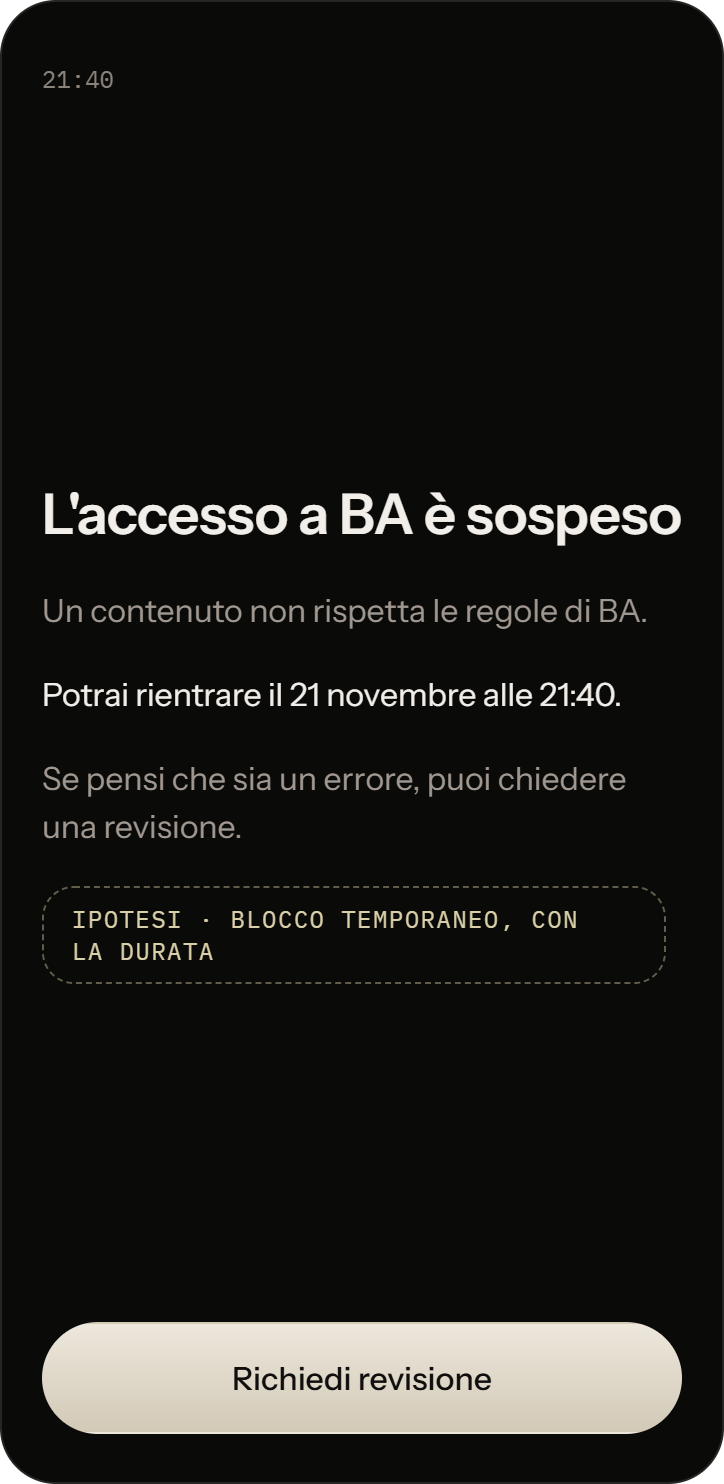 21:40
L'accesso a BA è sospeso
Un contenuto non rispetta le regole di BA.
Potrai rientrare il 21 novembre alle 21:40.
Se pensi che sia un errore, puoi chiedere
una revisione.
IPOTESI · BLOCCO TEMPORANEO, CON
LA DURATA
Richiedi revisione